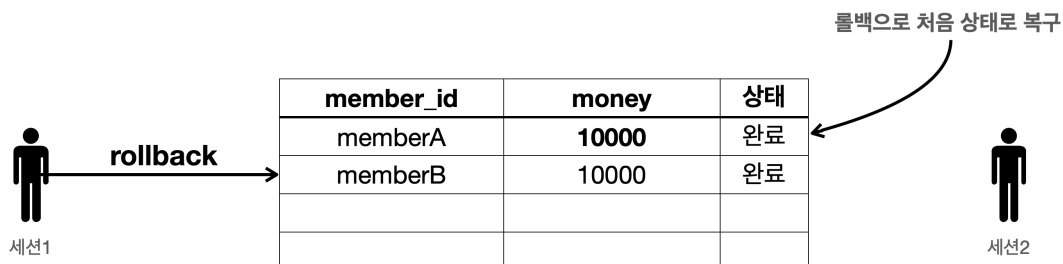 롤백으로 처음 상태로 복구
member_id money 상태
memberA 10000 완료
rollback
memberB 10000 완료
세션1
세션2